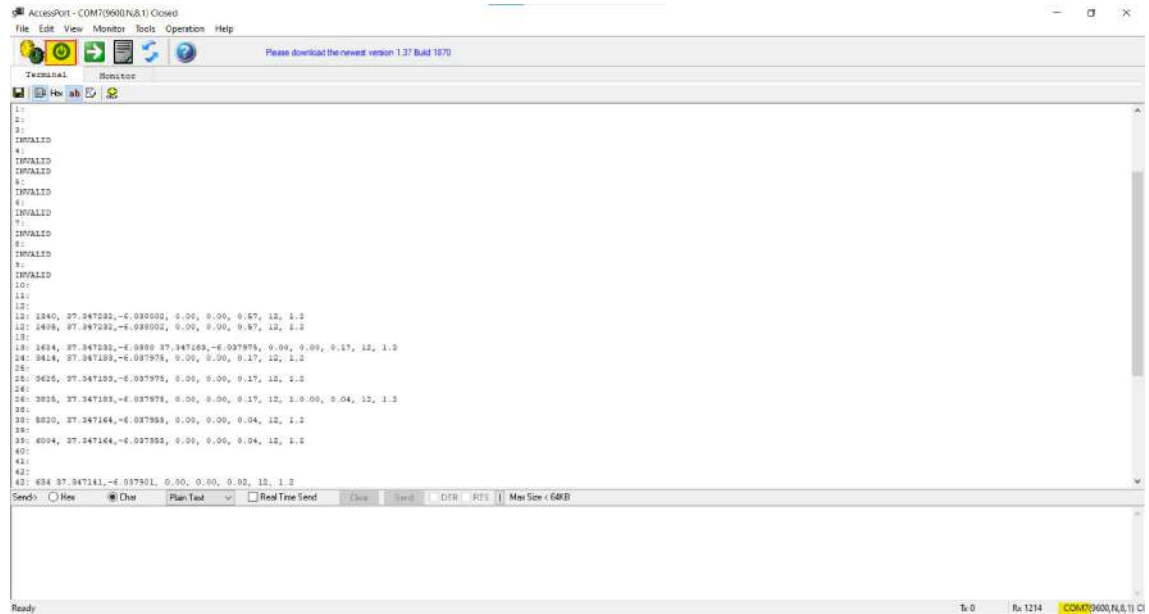 AccessPort - COM7(9600,N,8,1) Closed
File Edit View Monitor Tools Operation Help
Please download the newest version 1.37 Build 1870
Terminal Monitor
Hex ab
1:
2:
3:
INVALID
4:
INVALID
INVALID
5:
INVALID
6:
INVALID
7:
INVALID
8:
INVALID
9:
INVALID
10:
11:
12:
12: 1340, 37.347232,-6.038002, 0.00, 0.00, 0.57, 12, 1.2
12: 1405, 37.347232,-6.038002, 0.00, 0.00, 0.57, 12, 1.2
13:
13: 1614, 37.347232,-6.0380 37.347183,-6.037975, 0.00, 0.00, 0.17, 12, 1.2
24: 3414, 37.347183,-6.037975, 0.00, 0.00, 0.17, 12, 1.2
25:
25: 3625, 37.347183,-6.037975, 0.00, 0.00, 0.17, 12, 1.2
26:
26: 3825, 37.347183,-6.037975, 0.00, 0.00, 0.17, 12, 1.0.00, 0.04, 12, 1.2
38:
38: 5820, 37.347164,-6.037955, 0.00, 0.00, 0.04, 12, 1.2
39:
39: 6004, 37.347164,-6.037955, 0.00, 0.00, 0.04, 12, 1.2
40:
41:
42:
42: 634 37.347141,-6.037901, 0.00, 0.00, 0.02, 12, 1.2
Send> Hex Char Plain Text Real Time Send Clear Send DTR RTS Max Size < 64KB
Ready Tx 0 Rx 1214 COM7(9600,N,8,1) Cl